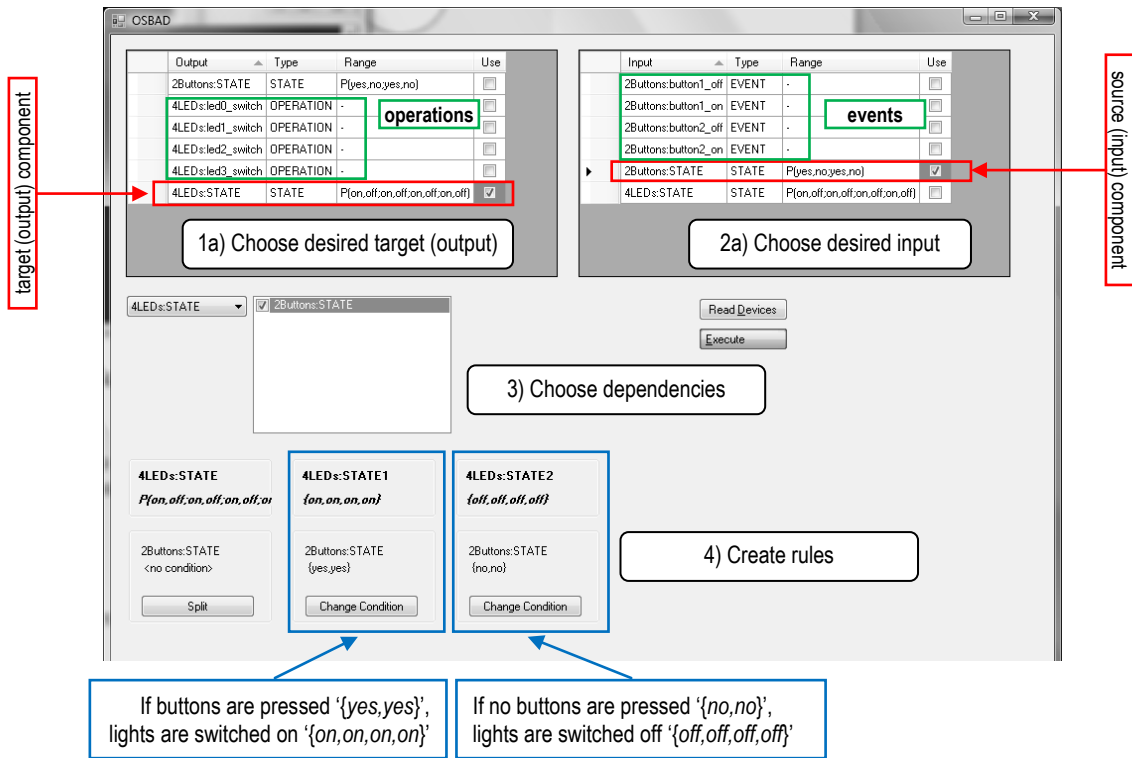 OSBAD
Output Type Range Use
2Buttons:STATE STATE P(yes,no;yes,no)
4LEDs:led0_switch OPERATION -
4LEDs:led1_switch OPERATION -
4LEDs:led2_switch OPERATION -
4LEDs:led3_switch OPERATION -
4LEDs:STATE STATE P(on,off;on,off;on,off;on,off)
operations
1a) Choose desired target (output)
target (output) component
Input Type Range Use
2Buttons:button1_off EVENT -
2Buttons:button1_on EVENT -
2Buttons:button2_off EVENT -
2Buttons:button2_on EVENT -
2Buttons:STATE STATE P(yes,no;yes,no)
4LEDs:STATE STATE P(on,off;on,off;on,off;on,off)
events
2a) Choose desired input
source (input) component
4LEDs:STATE
2Buttons:STATE
Read Devices
Execute
3) Choose dependencies
4LEDs:STATE
P(on,off;on,off;on,off;on
2Buttons:STATE
<no condition>
Split
4LEDs:STATE1
{on,on,on,on}
2Buttons:STATE
{yes,yes}
Change Condition
4LEDs:STATE2
{off,off,off,off}
2Buttons:STATE
{no,no}
Change Condition
4) Create rules
If buttons are pressed ‘{yes,yes}’,
lights are switched on ‘{on,on,on,on}’
If no buttons are pressed ‘{no,no}’,
lights are switched off ‘{off,off,off,off}’